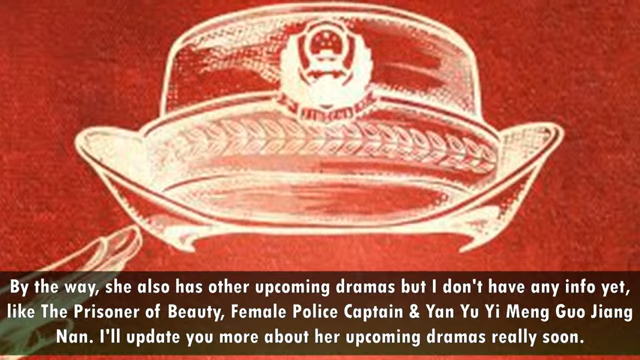 By the way, she also has other upcoming dramas but I don't have any info yet,
like The Prisoner of Beauty, Female Police Captain & Yan Yu Yi Meng Guo Jiang
Nan. I'll update you more about her upcoming dramas really soon.